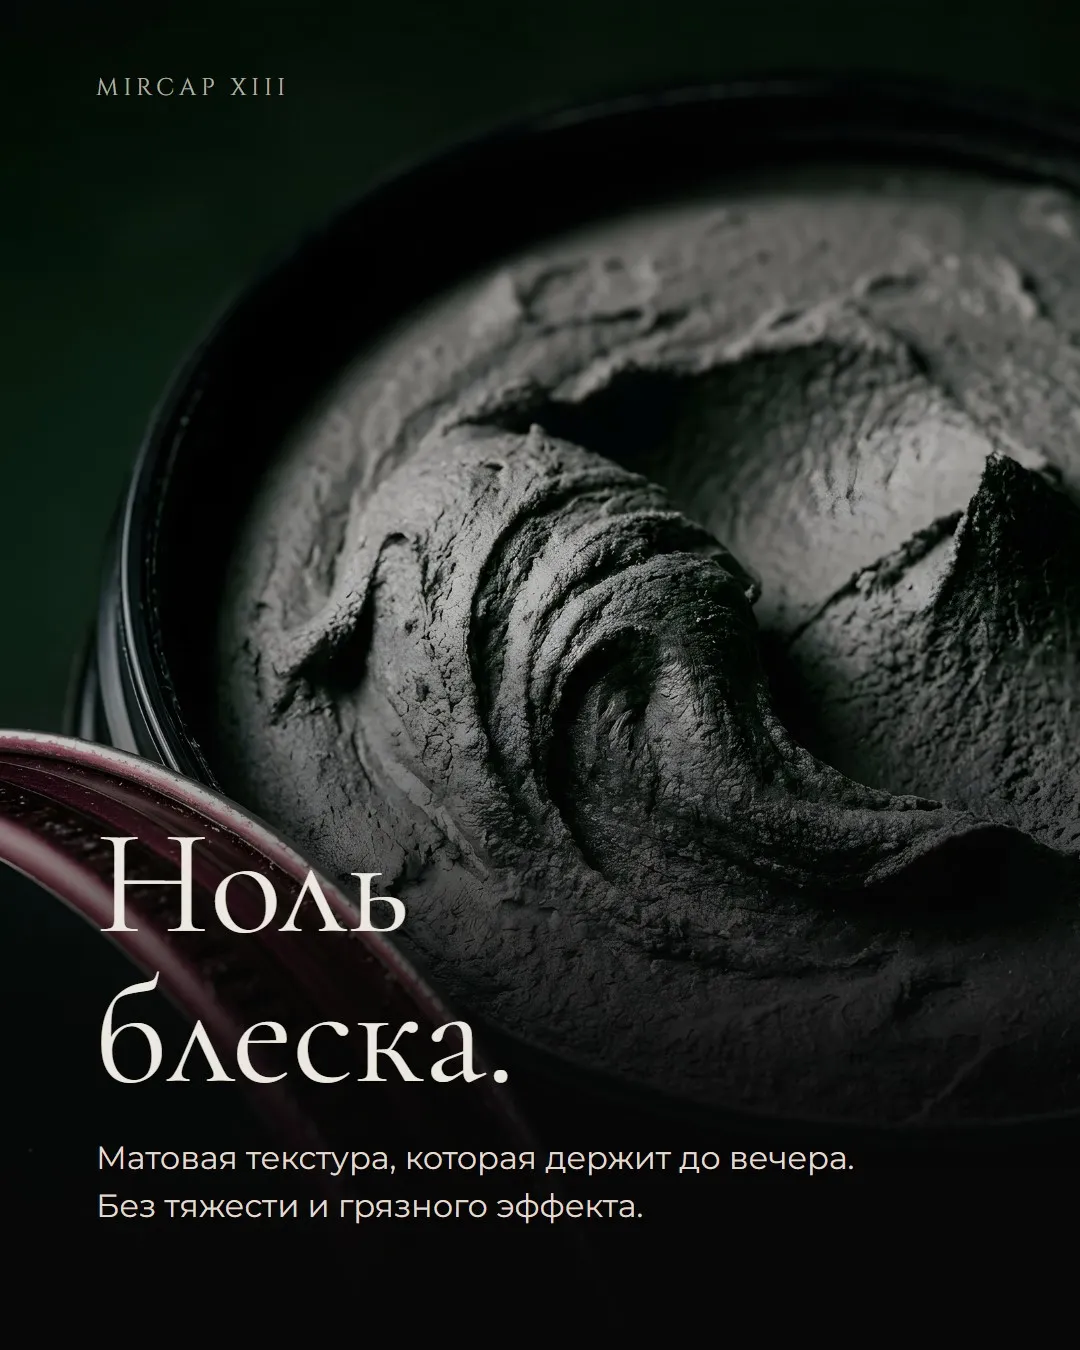 MIRCAP XIII
Ноль
блеска.
Матовая текстура, которая держит до вечера.
Без тяжести и грязного эффекта.